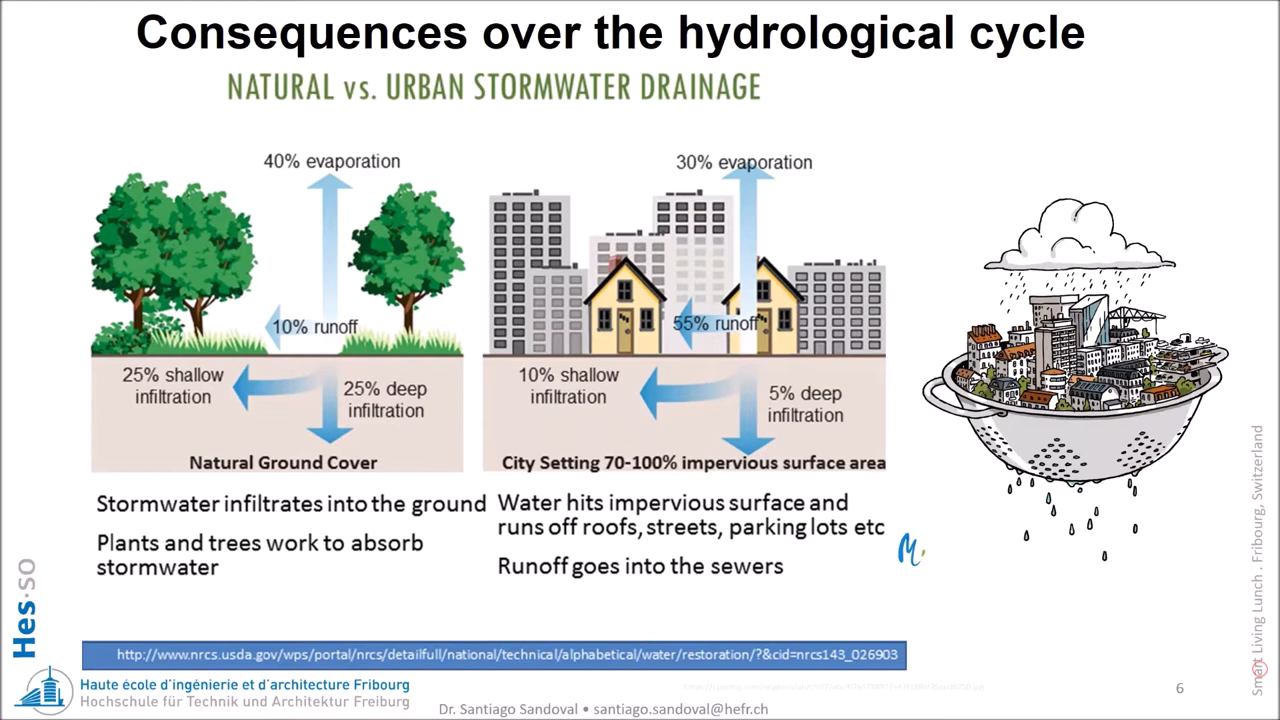 Consequences over the hydrological cycle
NATURAL vs. URBAN STORMWATER DRAINAGE
40% evaporation
10% runoff
25% shallow
infiltration
25% deep
infiltration
Natural Ground Cover
30% evaporation
55% runoff
10% shallow
infiltration
5% deep
infiltration
City Setting 70-100% impervious surface area
Stormwater infiltrates into the ground
Plants and trees work to absorb
stormwater
Water hits impervious surface and
runs off roofs, streets, parking lots etc
Runoff goes into the sewers
http://www.nrcs.usda.gov/wps/portal/nrcs/detailfull/national/technical/alphabetical/water/restoration/?&cid=nrcs143_026903
Hes·SO
Haute école d'ingénierie et d'architecture Fribourg
Hochschule für Technik und Architektur Freiburg
Dr. Santiago Sandoval • santiago.sandoval@hefr.ch
6
Smart Living Lunch . Fribourg, Switzerland